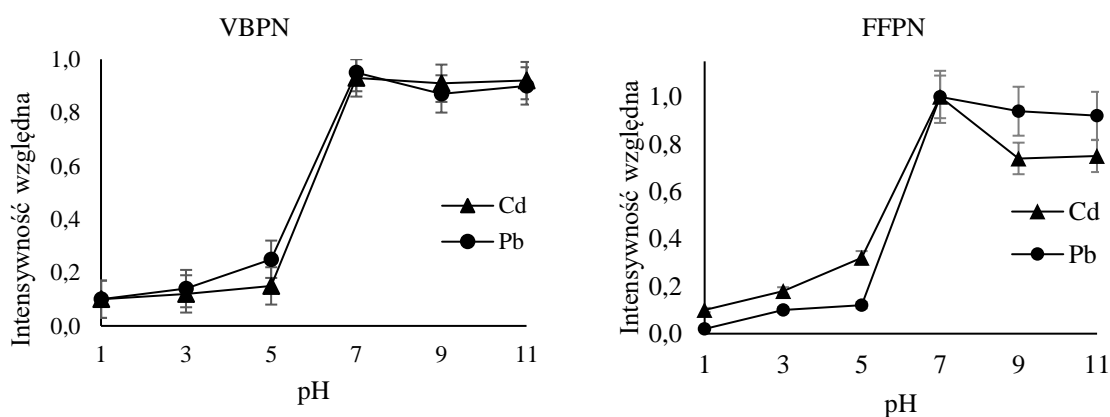 VBPN
Intensywność względna
1,0
0,8
0,6
0,4
0,2
0,0
Cd
Pb
1 3 5 7 9 11
pH
FFPN
Intensywność względna
1,0
0,8
0,6
0,4
0,2
0,0
Cd
Pb
1 3 5 7 9 11
pH